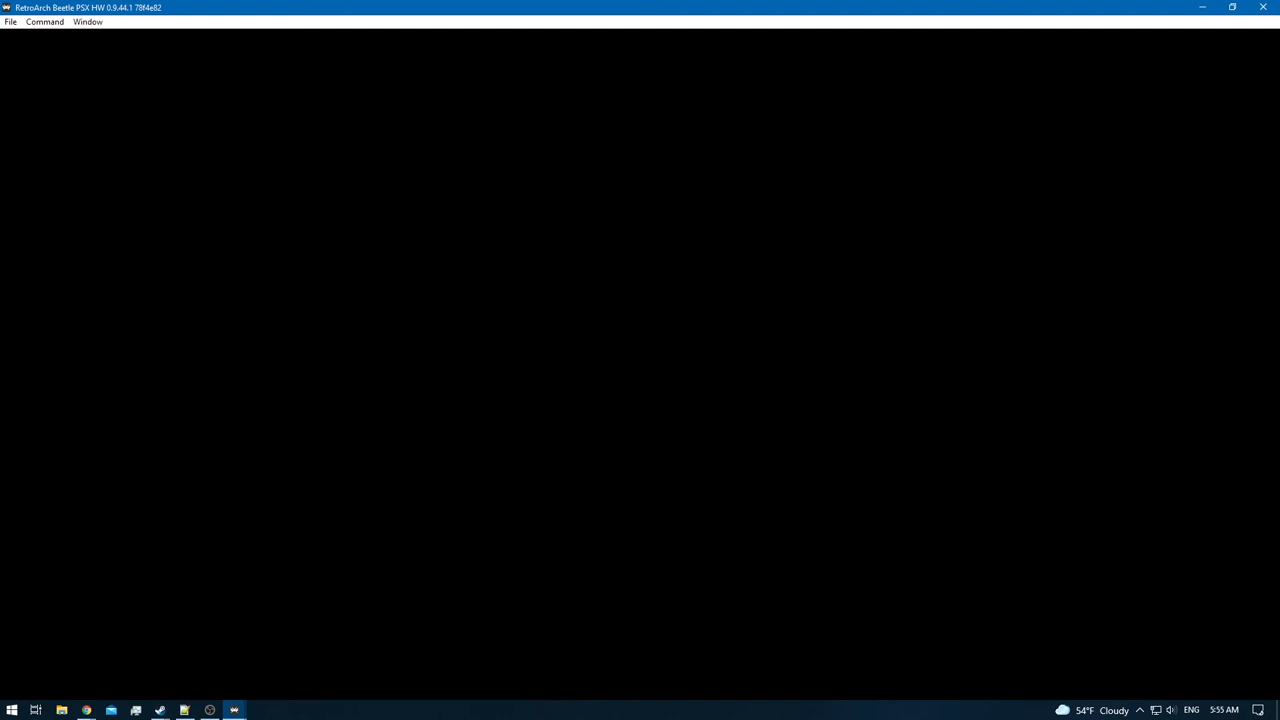 RetroArch Beetle PSX HW 0.9.44.1 78f4e82
File Command Window
54°F Cloudy ENG 5:55 AM